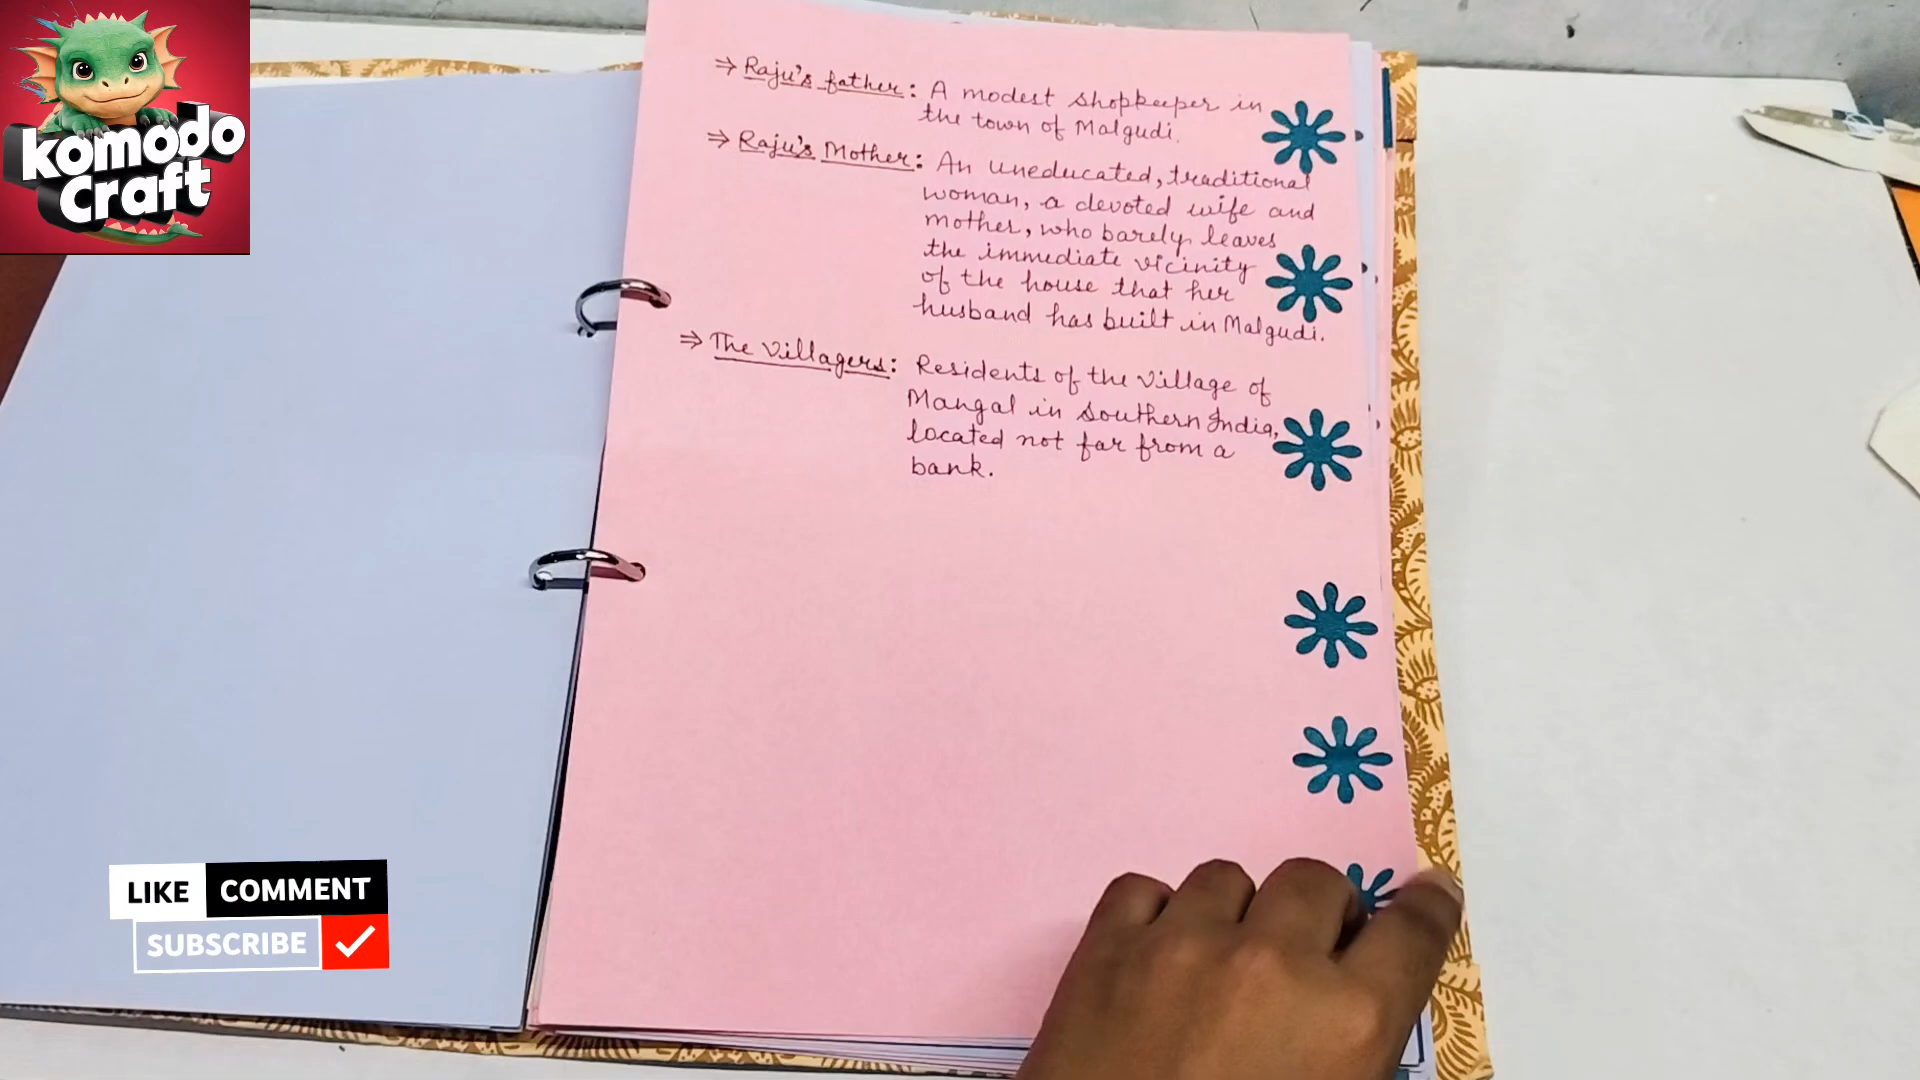 komodo
Craft
⇒ Raju's father: A modest shopkeeper in
the town of Malgudi.
⇒ Raju's Mother: An uneducated, traditional
woman, a devoted wife and
mother, who barely leaves
the immediate vicinity
of the house that her
husband has built in Malgudi.
⇒ The Villagers: Residents of the village of
Mangal in Southern India,
located not far from a
bank.
LIKE COMMENT
SUBSCRIBE